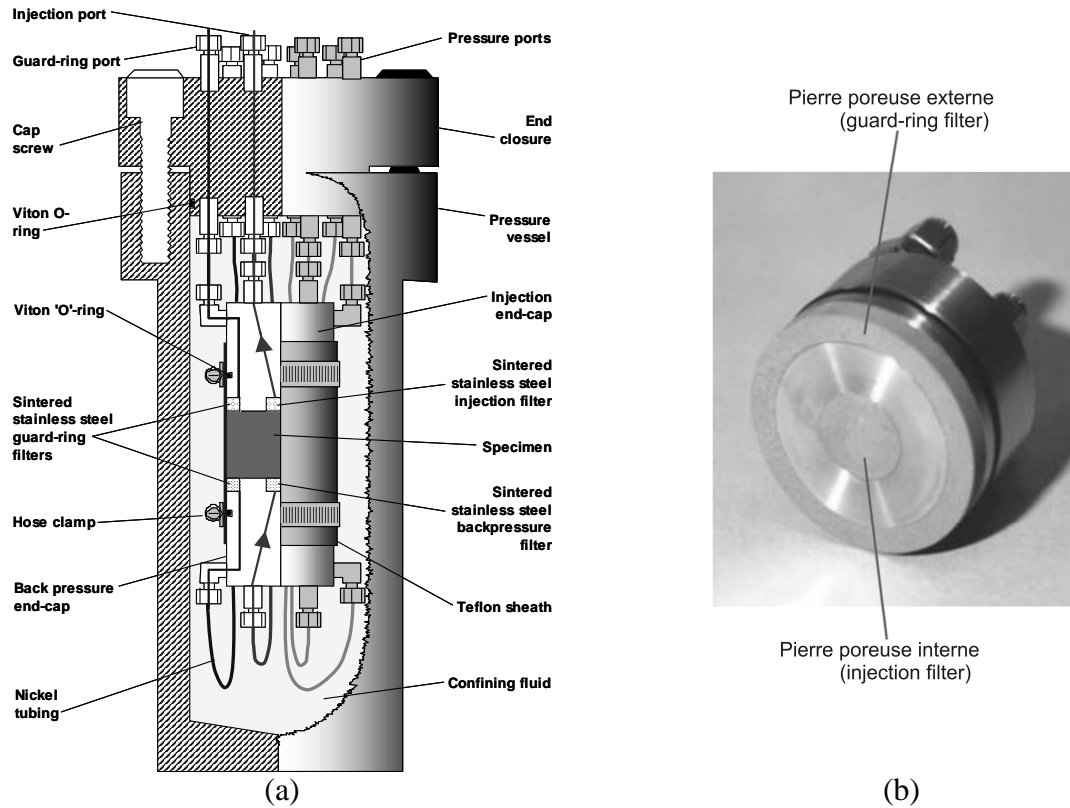 Injection port
Guard-ring port
Cap
screw
Viton O-
ring
Viton 'O'-ring
Sintered
stainless steel
guard-ring
filters
Hose clamp
Back pressure
end-cap
Nickel
tubing
Pressure ports
End
closure
Pressure
vessel
Injection
end-cap
Sintered
stainless steel
injection filter
Specimen
Sintered
stainless steel
backpressure
filter
Teflon sheath
Confining fluid
(a)
Pierre poreuse externe
(guard-ring filter)
Pierre poreuse interne
(injection filter)
(b)